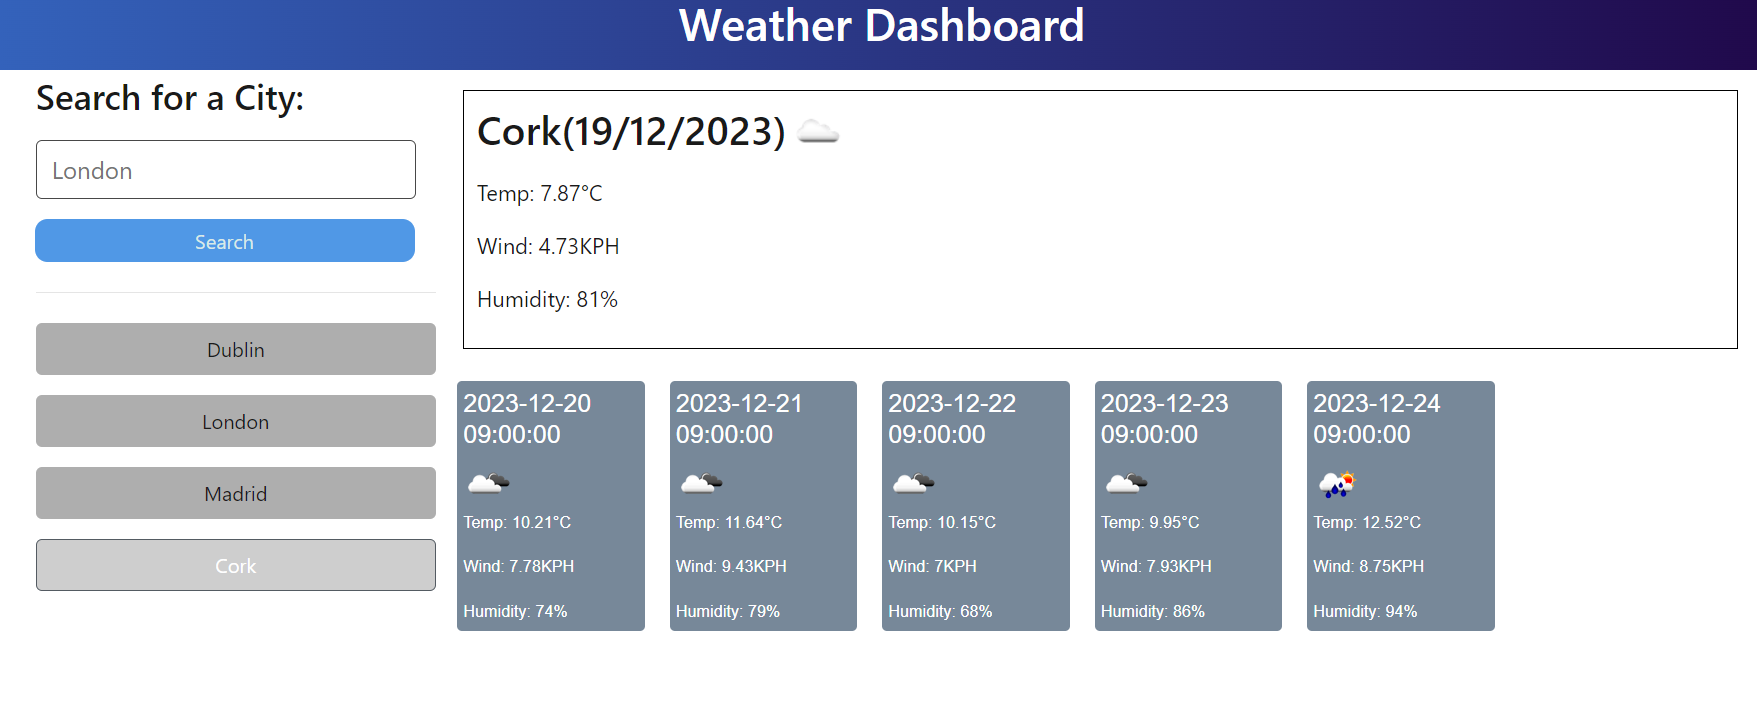 Weather Dashboard
Search for a City:
London
Search
Dublin
London
Madrid
Cork
Cork(19/12/2023)
Temp: 7.87°C
Wind: 4.73KPH
Humidity: 81%
2023-12-20
09:00:00
Temp: 10.21°C
Wind: 7.78KPH
Humidity: 74%
2023-12-21
09:00:00
Temp: 11.64°C
Wind: 9.43KPH
Humidity: 79%
2023-12-22
09:00:00
Temp: 10.15°C
Wind: 7KPH
Humidity: 68%
2023-12-23
09:00:00
Temp: 9.95°C
Wind: 7.93KPH
Humidity: 86%
2023-12-24
09:00:00
Temp: 12.52°C
Wind: 8.75KPH
Humidity: 94%